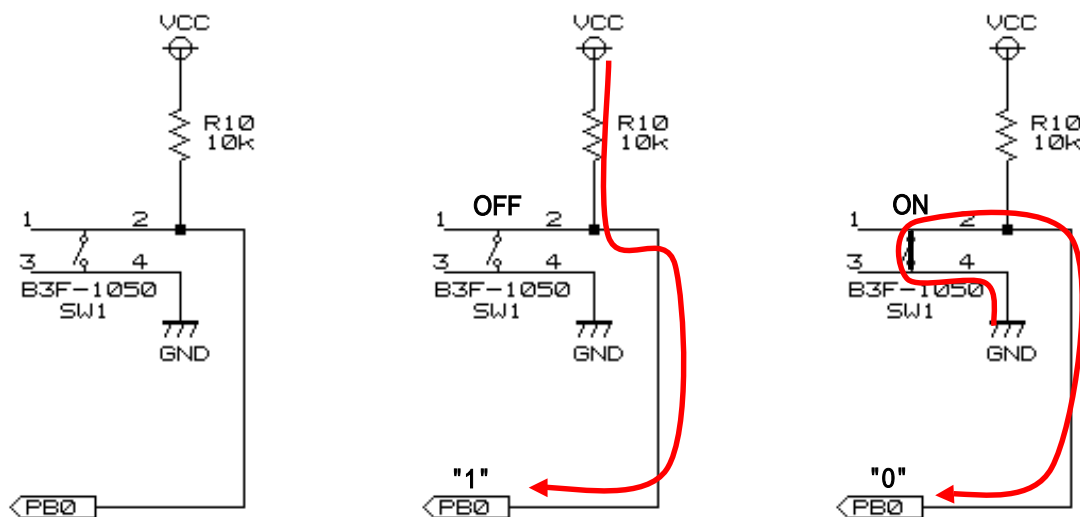 VCC
R10
10k
1 2
3 4
B3F-1050
SW1
GND
PB0
VCC
R10
10k
OFF
1 2
3 4
B3F-1050
SW1
GND
"1"
PB0
VCC
R10
10k
ON
1 2
3 4
B3F-1050
SW1
GND
"0"
PB0